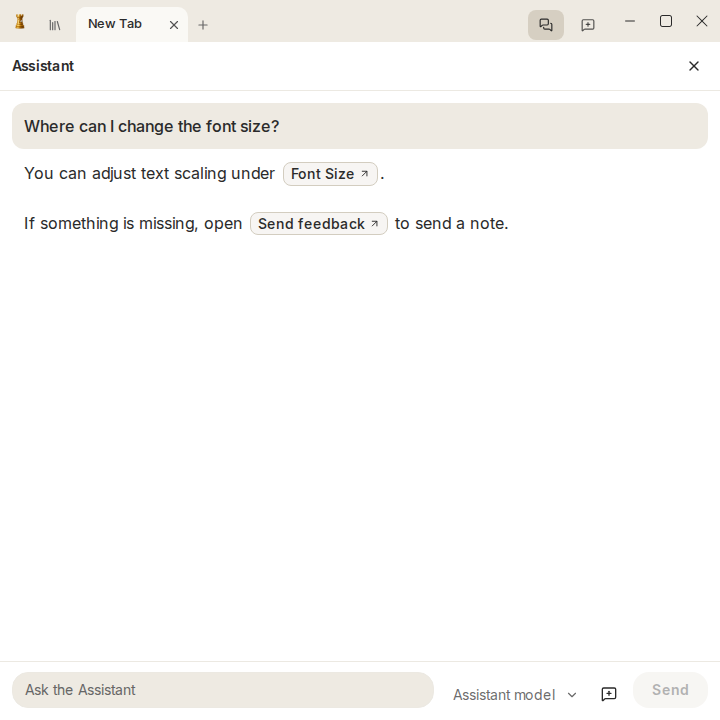 New Tab
Assistant
Where can I change the font size?
You can adjust text scaling under Font Size.
If something is missing, open Send feedback to send a note.
Ask the Assistant
Assistant model
Send